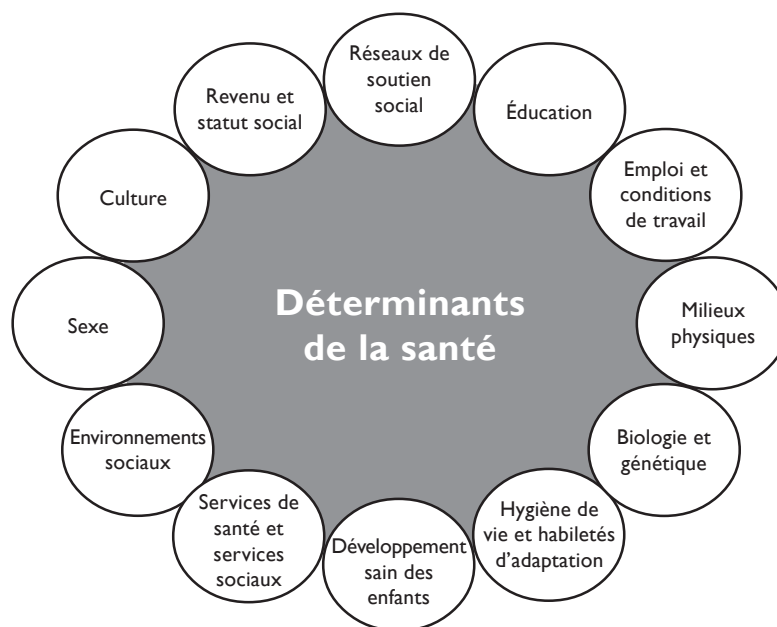 Réseaux de
soutien
social
Éducation
Emploi et
conditions
de travail
Milieux
physiques
Biologie et
génétique
Hygiène de
vie et habiletés
d'adaptation
Développement
sain des
enfants
Services de
santé et
services
sociaux
Environnements
sociaux
Sexe
Culture
Revenu et
statut social
Déterminants
de la santé